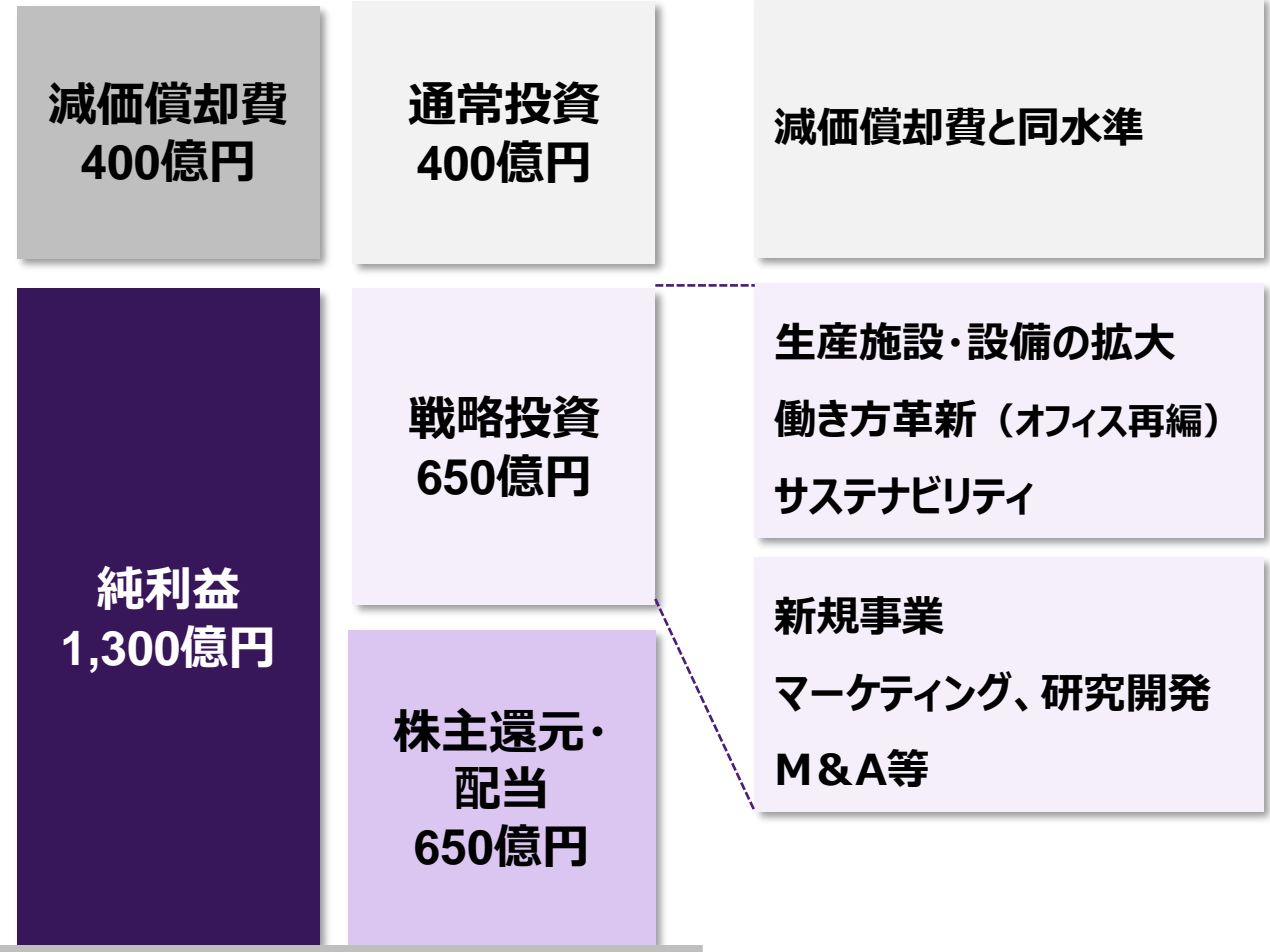 減価償却費
400億円
通常投資
400億円
減価償却費と同水準
純利益
1,300億円
戦略投資
650億円
生産施設・設備の拡大
働き方革新（オフィス再編）
サステナビリティ
新規事業
マーケティング、研究開発
M＆A等
株主還元・
配当
650億円